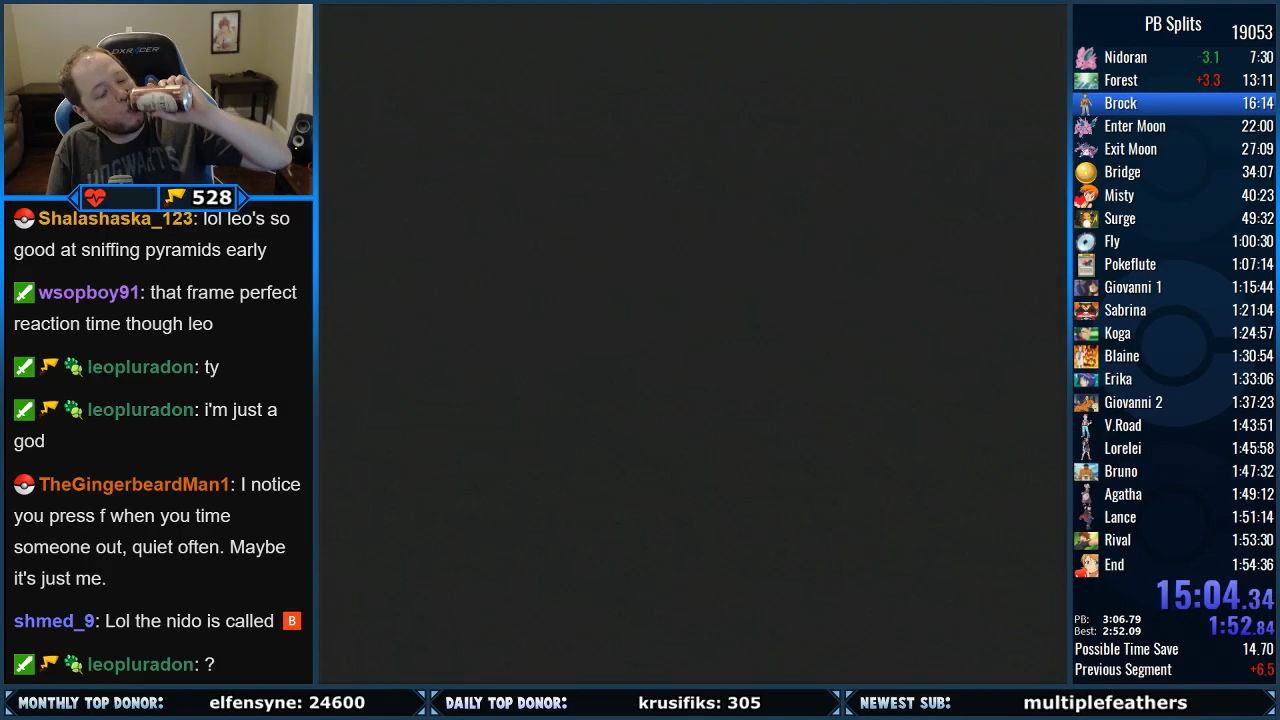 DXRACER
HOGWARTS
528
Shalashaska_123: lol leo's so
good at sniffing pyramids early
wsopboy91: that frame perfect
reaction time though leo
leopluradon: ty
leopluradon: i'm just a
god
TheGingerbeardMan1: I notice
you press f when you time
someone out, quiet often. Maybe
it's just me.
shmed_9: Lol the nido is called B
leopluradon: ?
PB Splits
19053
Nidoran -3.1 7:30
Forest +3.3 13:11
Brock 16:14
Enter Moon 22:00
Exit Moon 27:09
Bridge 34:07
Misty 40:23
Surge 49:32
Fly 1:00:30
Pokeflute 1:07:14
Giovanni 1 1:15:44
Sabrina 1:21:04
Koga 1:24:57
Blaine 1:30:54
Erika 1:33:06
Giovanni 2 1:37:23
V.Road 1:43:51
Lorelei 1:45:58
Bruno 1:47:32
Agatha 1:49:12
Lance 1:51:14
Rival 1:53:30
End 1:54:36
15:04.34
PB: 3:06.79
Best: 2:52.09
1:52.84
Possible Time Save 14.70
Previous Segment +6.5
MONTHLY TOP DONOR: elfensyne: 24600
DAILY TOP DONOR: krusifiks: 305
NEWEST SUB: multiplefeathers